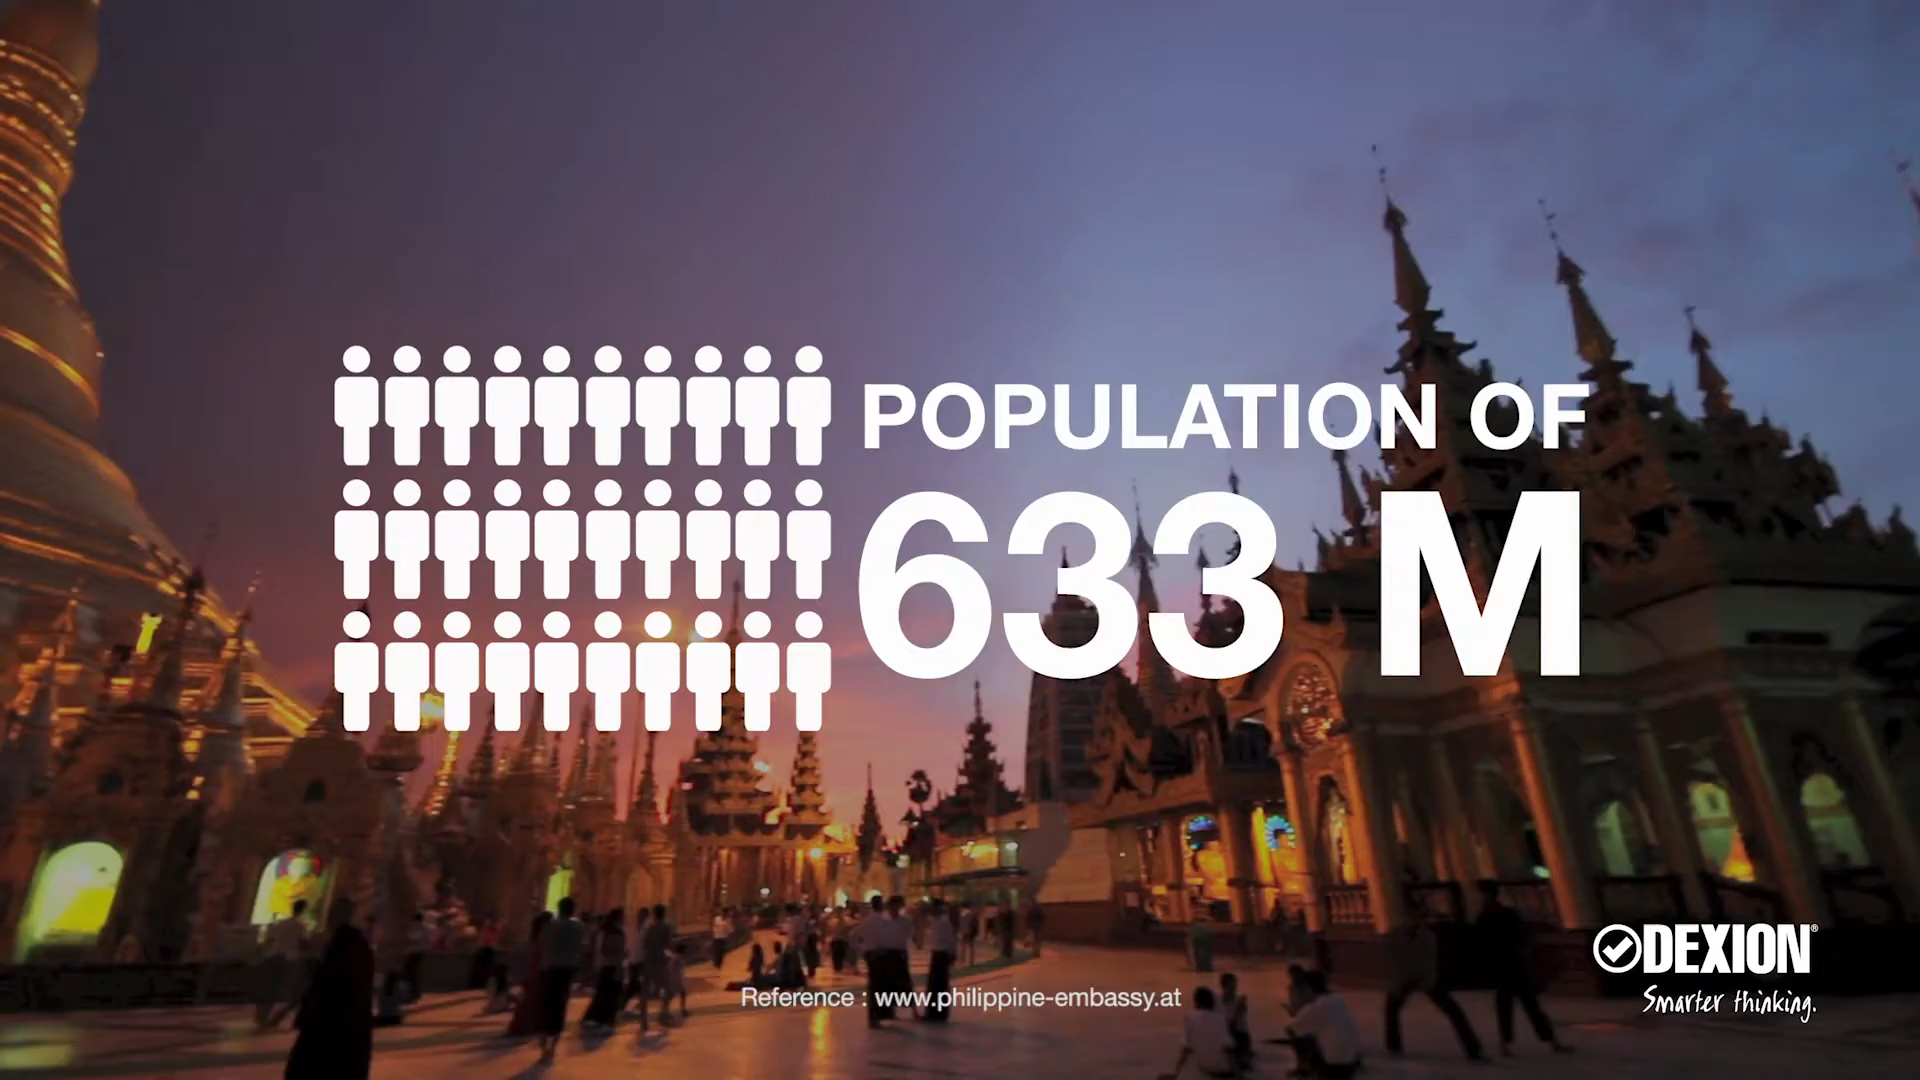 POPULATION OF
633 M
DEXION®
Smarter thinking.
Reference : www.philippine-embassy.at